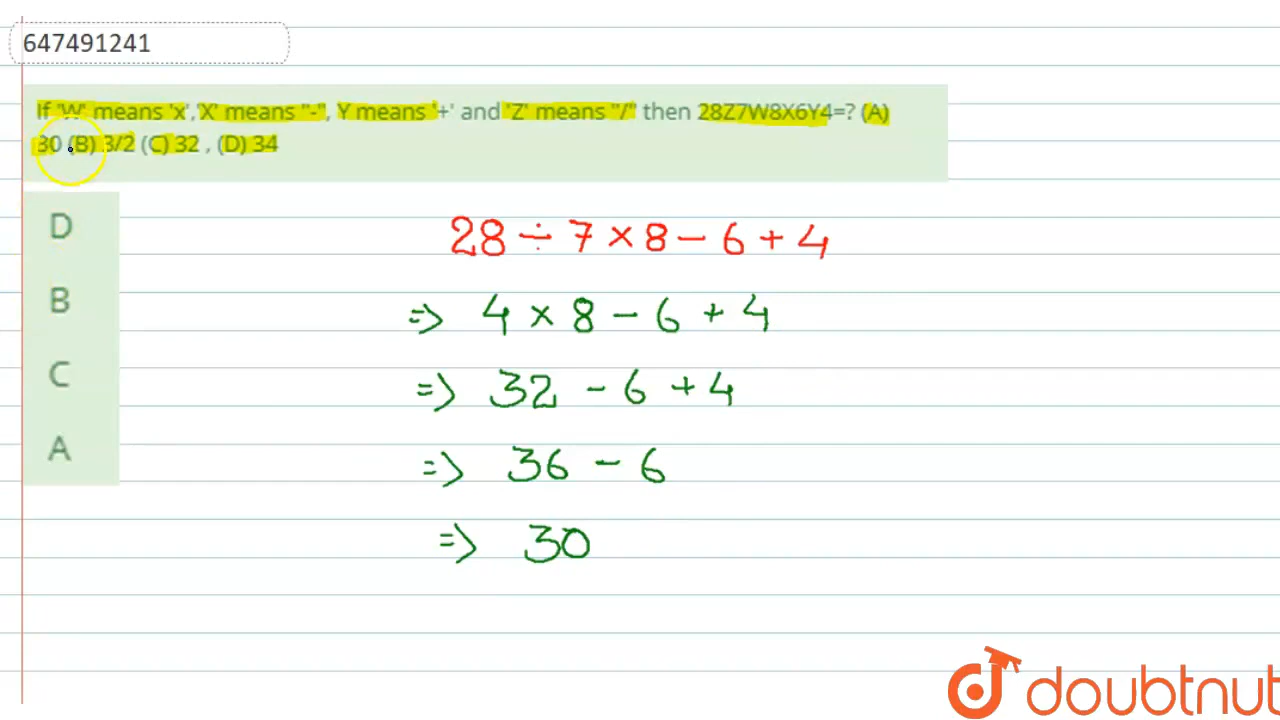 647491241
If 'W' means 'x','X' means "-", Y means '+' and 'Z' means "/" then 28Z7W8X6Y4=? (A)
30 (B) 3/2 (C) 32 , (D) 34
D
B
C
A
28 ÷ 7 × 8 − 6 + 4
=> 4 × 8 − 6 + 4
=> 32 − 6 + 4
=> 36 − 6
=> 30
doubtnut